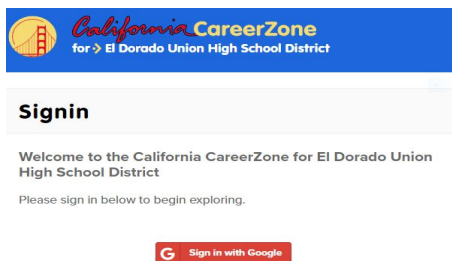 California CareerZone
for > El Dorado Union High School District
Signin
Welcome to the California CareerZone for El Dorado Union
High School District
Please sign in below to begin exploring.
G Sign in with Google